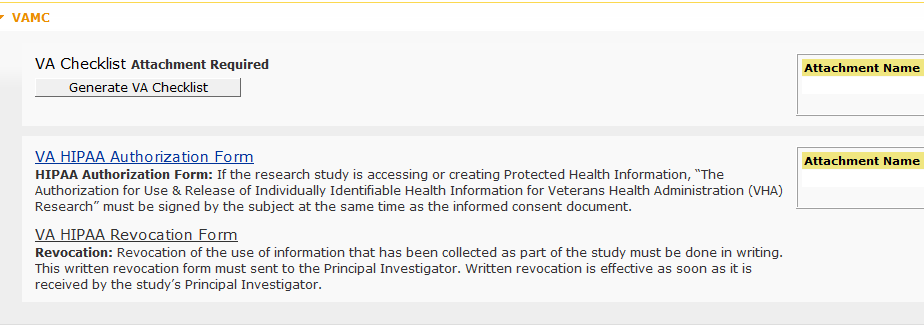 VAMC
VA Checklist Attachment Required
Generate VA Checklist
Attachment Name
VA HIPAA Authorization Form
HIPAA Authorization Form: If the research study is accessing or creating Protected Health Information, “The
Authorization for Use & Release of Individually Identifiable Health Information for Veterans Health Administration (VHA)
Research” must be signed by the subject at the same time as the informed consent document.
Attachment Name
VA HIPAA Revocation Form
Revocation: Revocation of the use of information that has been collected as part of the study must be done in writing.
This written revocation form must sent to the Principal Investigator. Written revocation is effective as soon as it is
received by the study’s Principal Investigator.